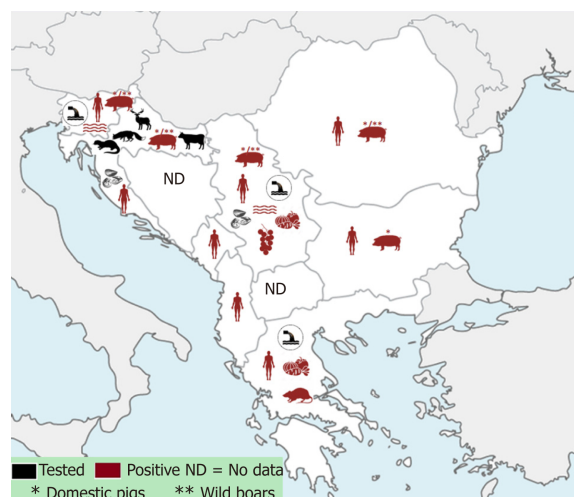 */**
*/**
*/**
*/**
ND
*
ND
Tested Positive ND = No data
* Domestic pigs ** Wild boars